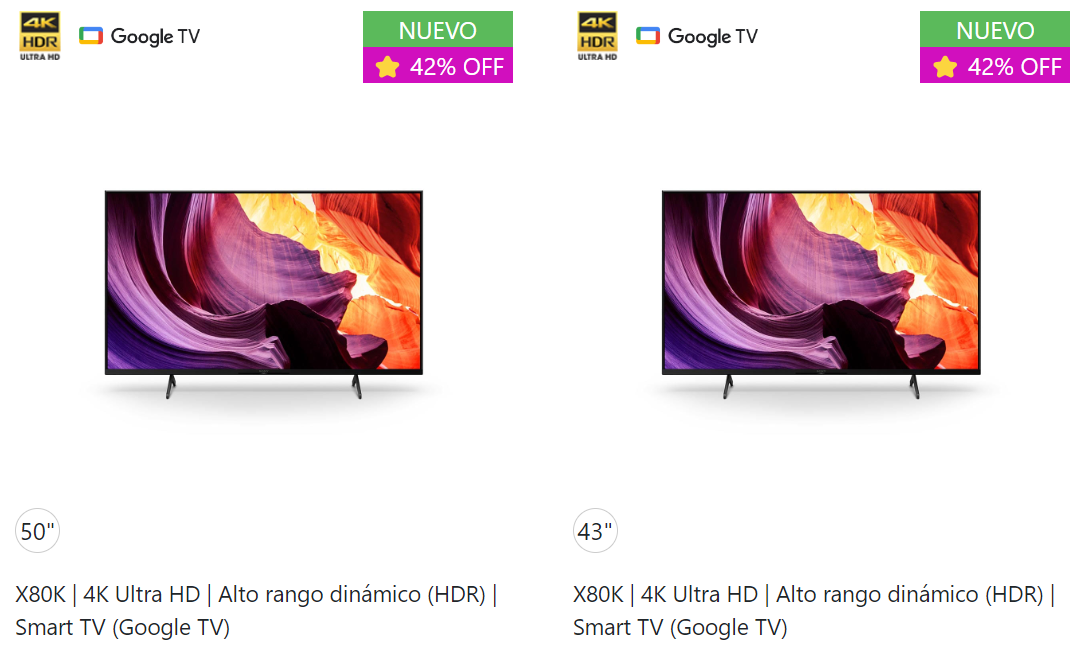 4K
HDR
ULTRA HD
Google TV
NUEVO
42% OFF
50"
X80K | 4K Ultra HD | Alto rango dinámico (HDR) |
Smart TV (Google TV)
4K
HDR
ULTRA HD
Google TV
NUEVO
42% OFF
43"
X80K | 4K Ultra HD | Alto rango dinámico (HDR) |
Smart TV (Google TV)